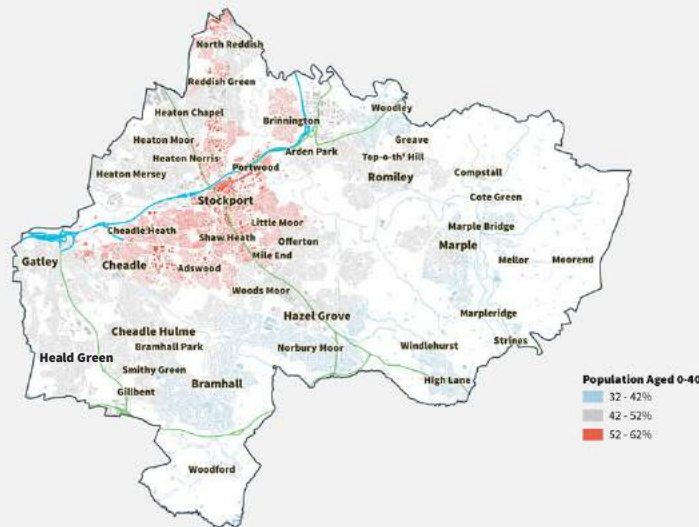 North Reddish
Reddish Green
Heaton Chapel
Woodley
Brinnington
Heaton Moor
Greave
Arden Park
Heaton Norris
Top-o-th' Hill
Portwood
Heaton Mersey
Romiley
Compstall
Cote Green
Stockport
Little Moor
Marple Bridge
Cheadle Heath
Shaw Heath
Offerton
Marple
Mile End
Gatley
Cheadle
Adswood
Mellor
Moorend
Woods Moor
Hazel Grove
Marpleridge
Cheadle Hulme
Bramhall Park
Norbury Moor
Windlehurst
Strines
Heald Green
Smithy Green
High Lane
Bramhall
Gillbent
Woodford
Population Aged 0-40
32 - 42%
42 - 52%
52 - 62%